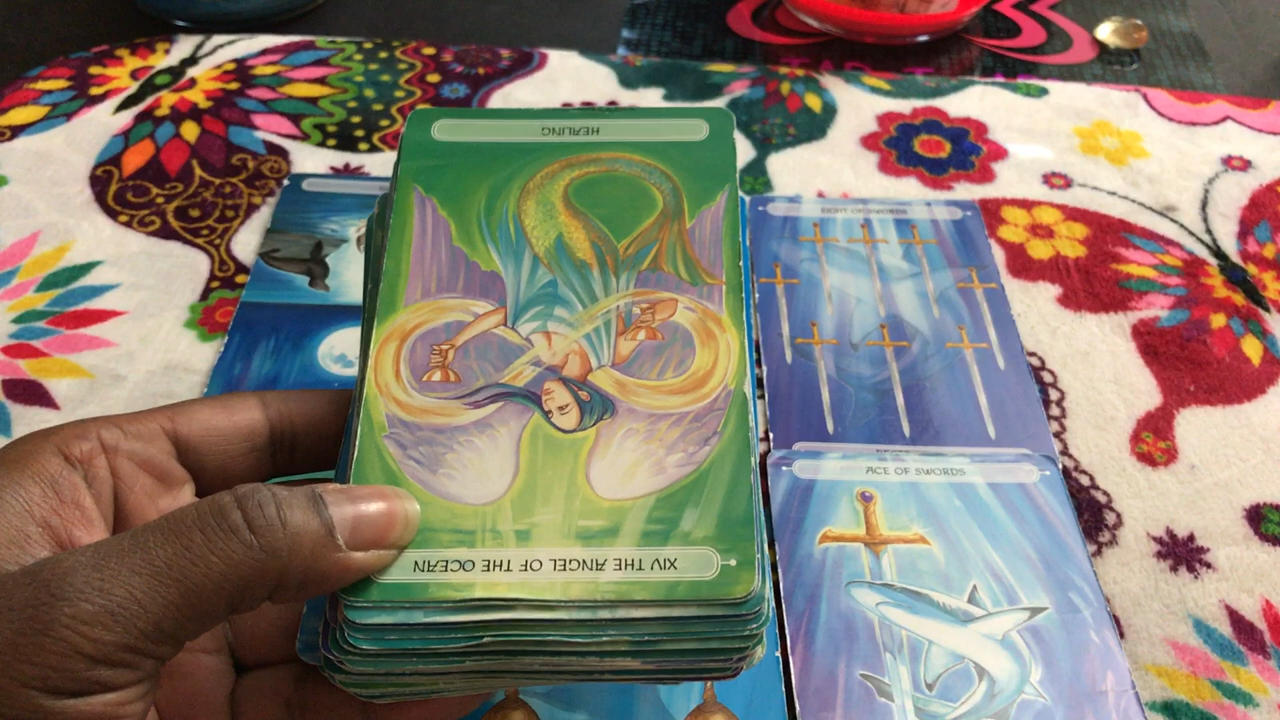 HEALING
XIV THE ANGEL OF THE OCEAN
EIGHT OF SWORDS
ACE OF SWORDS